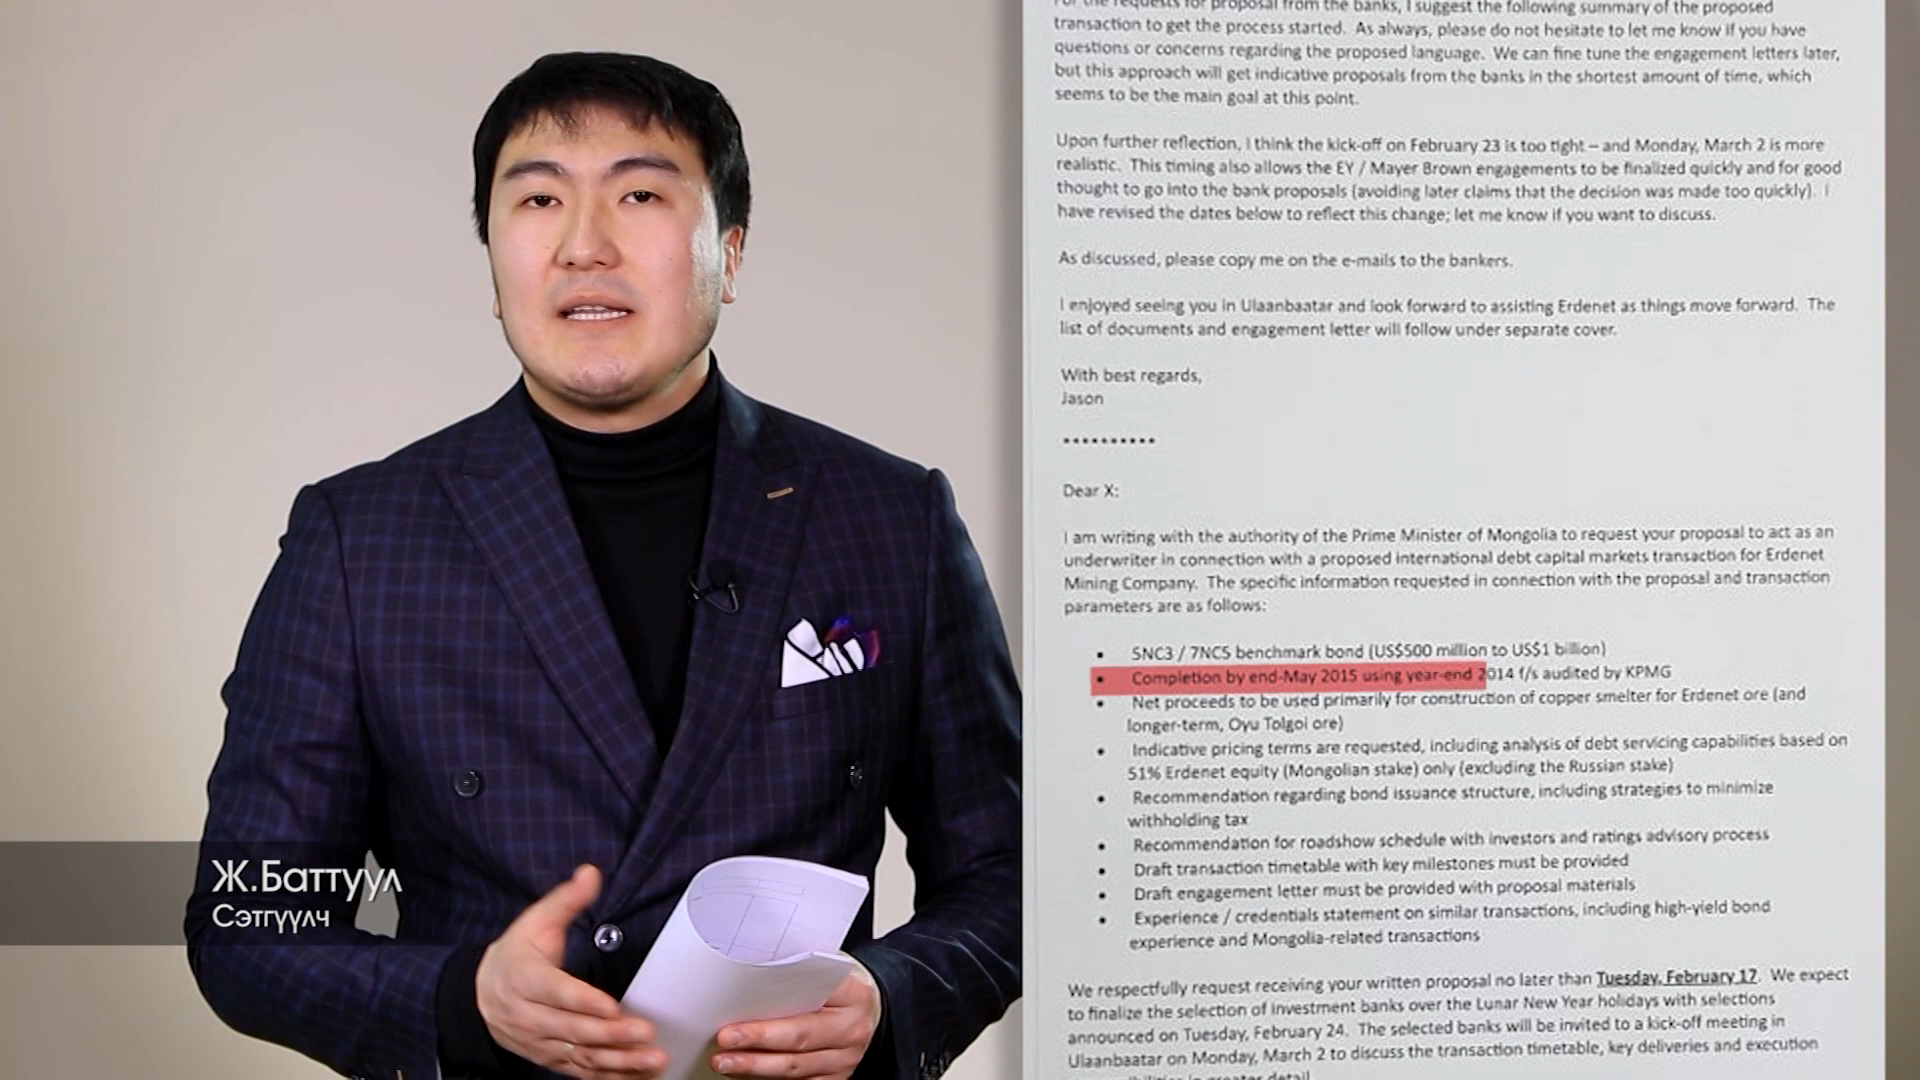 For the requests for proposal from the banks, I suggest the following summary of the proposed
transaction to get the process started. As always, please do not hesitate to let me know if you have
questions or concerns regarding the proposed language. We can fine tune the engagement letters later,
but this approach will get indicative proposals from the banks in the shortest amount of time, which
seems to be the main goal at this point.
Upon further reflection, I think the kick-off on February 23 is too tight – and Monday, March 2 is more
realistic. This timing also allows the EY / Mayer Brown engagements to be finalized quickly and for good
thought to go into the bank proposals (avoiding later claims that the decision was made too quickly). I
have revised the dates below to reflect this change; let me know if you want to discuss.
As discussed, please copy me on the e-mails to the bankers.
I enjoyed seeing you in Ulaanbaatar and look forward to assisting Erdenet as things move forward. The
list of documents and engagement letter will follow under separate cover.
With best regards,
Jason
**********
Dear X:
I am writing with the authority of the Prime Minister of Mongolia to request your proposal to act as an
underwriter in connection with a proposed international debt capital markets transaction for Erdenet
Mining Company. The specific information requested in connection with the proposal and transaction
parameters are as follows:
• 5NC3 / 7NC5 benchmark bond (US$500 million to US$1 billion)
• Completion by end-May 2015 using year-end 2014 f/s audited by KPMG
• Net proceeds to be used primarily for construction of copper smelter for Erdenet ore (and
longer-term, Oyu Tolgoi ore)
• Indicative pricing terms are requested, including analysis of debt servicing capabilities based on
51% Erdenet equity (Mongolian stake) only (excluding the Russian stake)
• Recommendation regarding bond issuance structure, including strategies to minimize
withholding tax
• Recommendation for roadshow schedule with investors and ratings advisory process
• Draft transaction timetable with key milestones must be provided
• Draft engagement letter must be provided with proposal materials
• Experience / credentials statement on similar transactions, including high-yield bond
experience and Mongolia-related transactions
We respectfully request receiving your written proposal no later than Tuesday, February 17. We expect
to finalize the selection of investment banks over the Lunar New Year holidays with selections
announced on Tuesday, February 24. The selected banks will be invited to a kick-off meeting in
Ulaanbaatar on Monday, March 2 to discuss the transaction timetable, key deliveries and execution
Ж.Баттуул
Сэтгүүлч